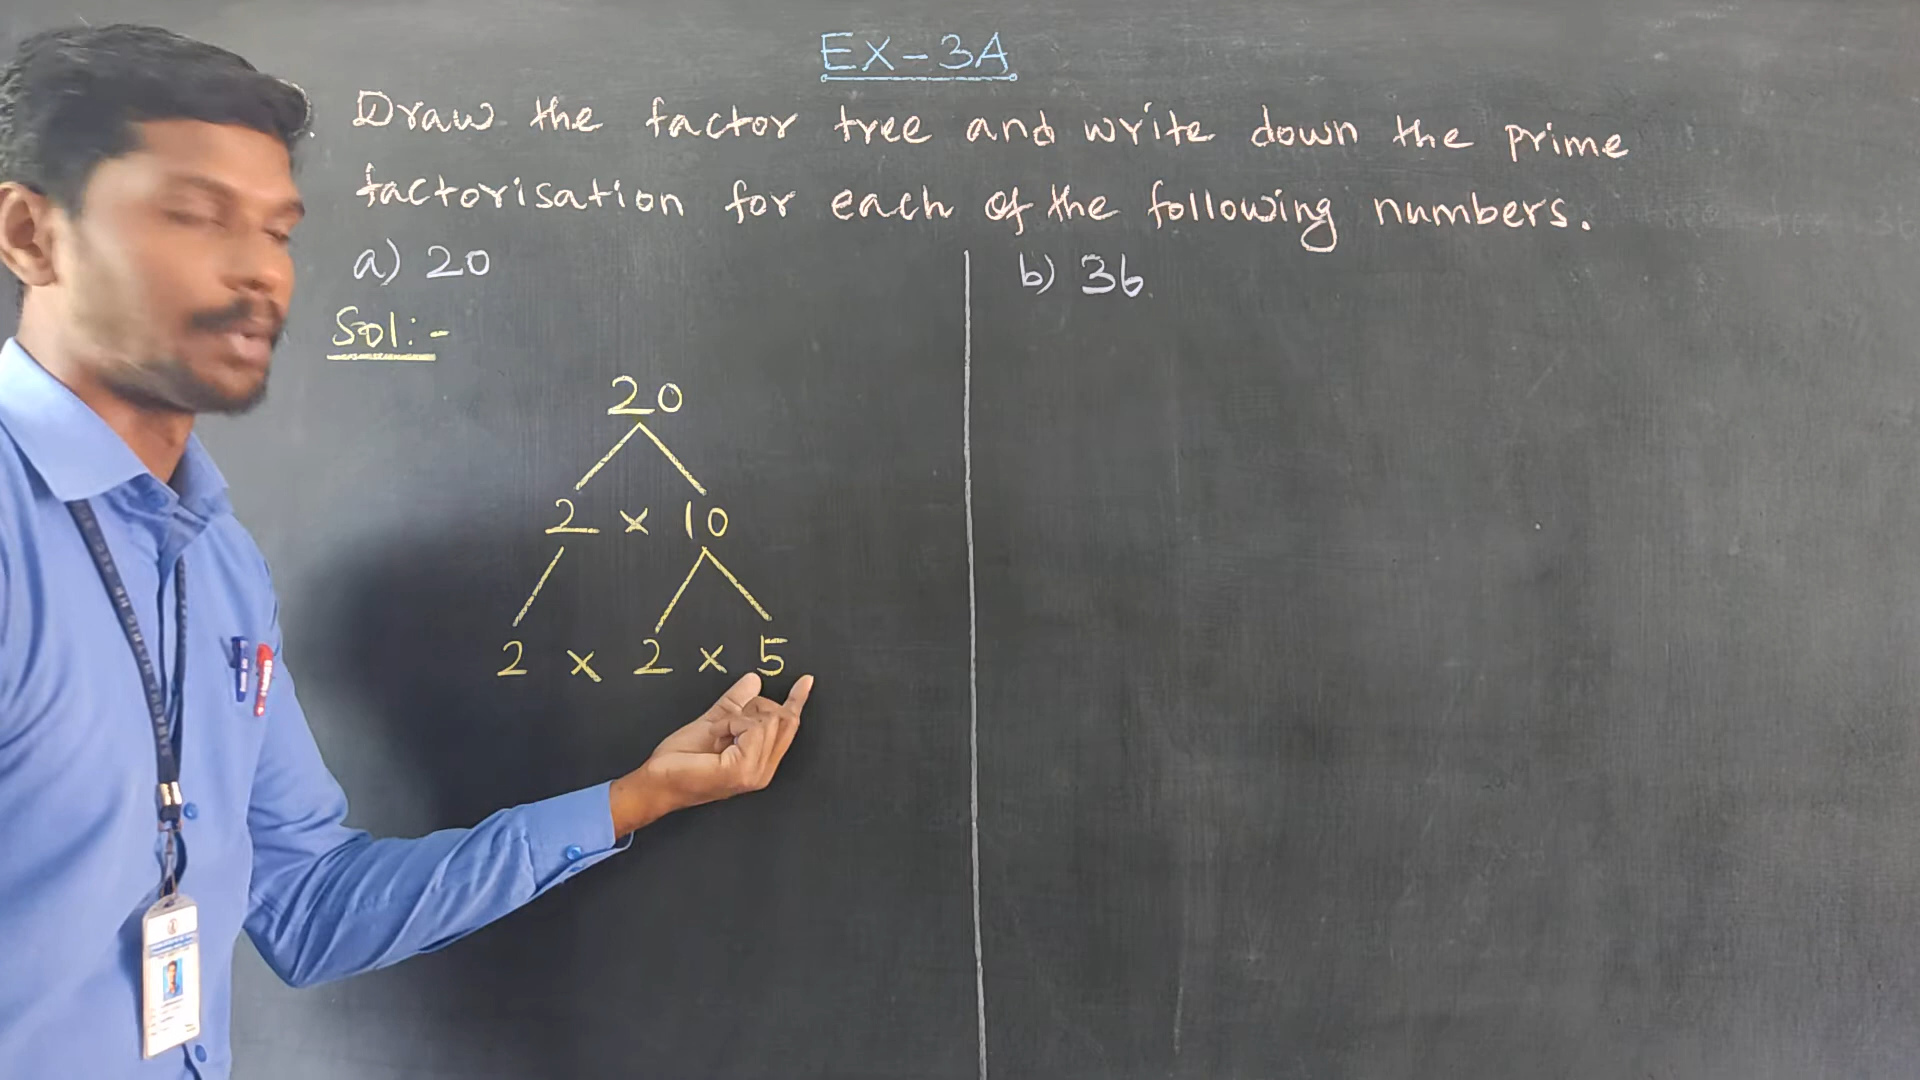 EX-3A
Draw the factor tree and write down the prime
factorisation for each of the following numbers.
a) 20
b) 36
Sol:-
20
2 × 10
2 × 2 × 5